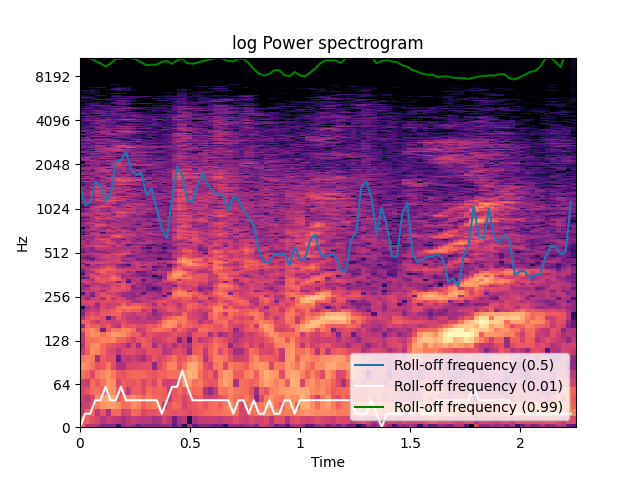 log Power spectrogram
Hz
8192
4096
2048
1024
512
256
128
64
0
Roll-off frequency (0.5)
Roll-off frequency (0.01)
Roll-off frequency (0.99)
0
0.5
1
1.5
2
Time